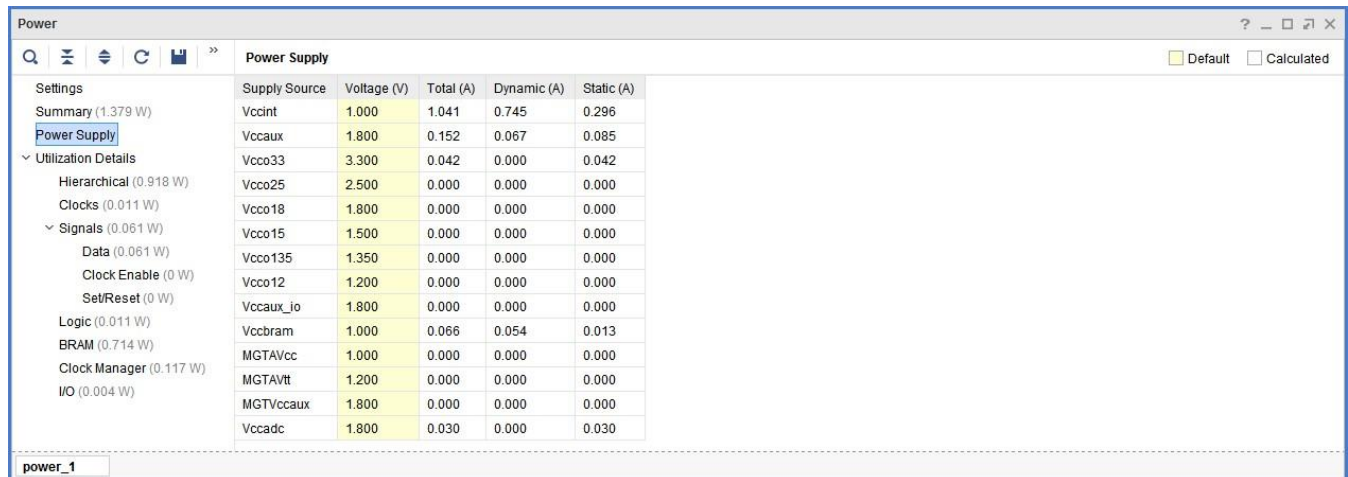 Power
? 
» Power Supply Default Calculated
Settings
Summary (1.379 W)
Power Supply
Utilization Details
Hierarchical (0.918 W)
Clocks (0.011 W)
Signals (0.061 W)
Data (0.061 W)
Clock Enable (0 W)
Set/Reset (0 W)
Logic (0.011 W)
BRAM (0.714 W)
Clock Manager (0.117 W)
I/O (0.004 W)
Supply Source Voltage (V) Total (A) Dynamic (A) Static (A)
Vccint 1.000 1.041 0.745 0.296
Vccaux 1.800 0.152 0.067 0.085
Vcco33 3.300 0.042 0.000 0.042
Vcco25 2.500 0.000 0.000 0.000
Vcco18 1.800 0.000 0.000 0.000
Vcco15 1.500 0.000 0.000 0.000
Vcco135 1.350 0.000 0.000 0.000
Vcco12 1.200 0.000 0.000 0.000
Vccaux_io 1.800 0.000 0.000 0.000
Vccbram 1.000 0.066 0.054 0.013
MGTAVcc 1.000 0.000 0.000 0.000
MGTAVtt 1.200 0.000 0.000 0.000
MGTVccaux 1.800 0.000 0.000 0.000
Vccadc 1.800 0.030 0.000 0.030
power_1